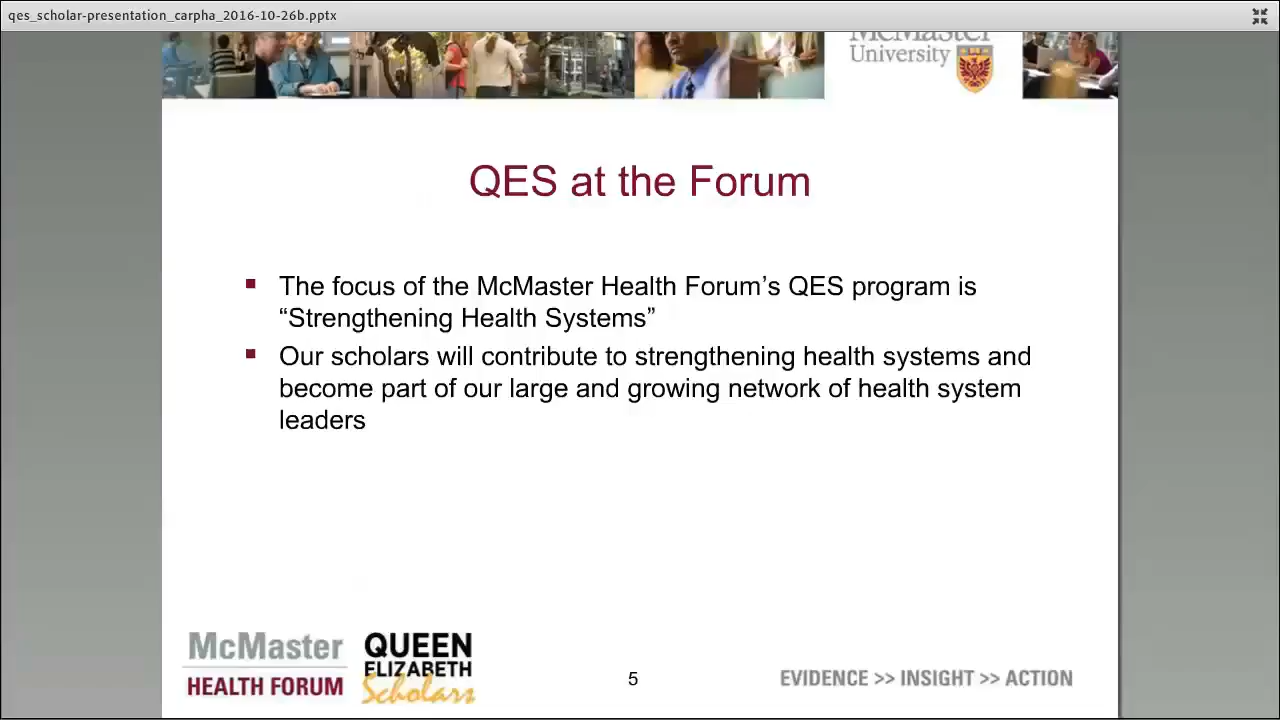 qes_scholar-presentation_carpha_2016-10-26b.pptx
McMaster
University
QES at the Forum
▪ The focus of the McMaster Health Forum’s QES program is
“Strengthening Health Systems”
▪ Our scholars will contribute to strengthening health systems and
become part of our large and growing network of health system
leaders
McMaster
HEALTH FORUM
QUEEN
ELIZABETH
Scholars
5
EVIDENCE >> INSIGHT >> ACTION